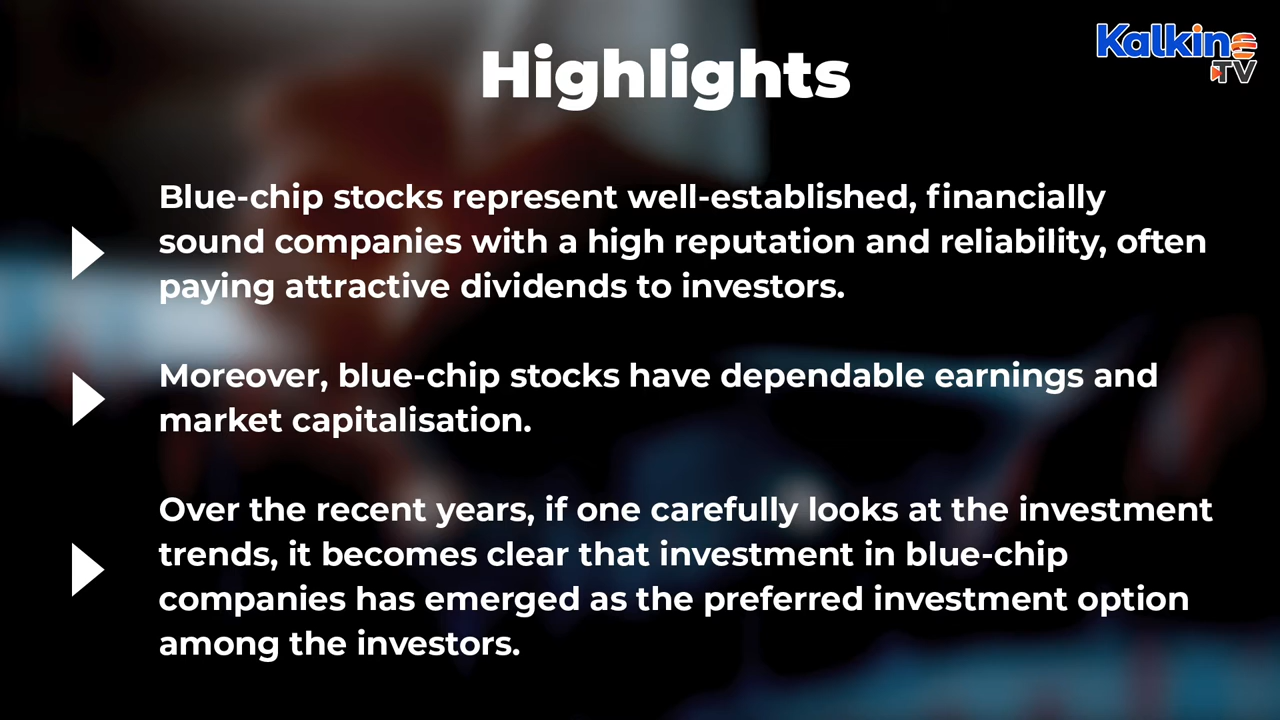 Kalkine
TV
Highlights
Blue-chip stocks represent well-established, financially
sound companies with a high reputation and reliability, often
paying attractive dividends to investors.
Moreover, blue-chip stocks have dependable earnings and
market capitalisation.
Over the recent years, if one carefully looks at the investment
trends, it becomes clear that investment in blue-chip
companies has emerged as the preferred investment option
among the investors.